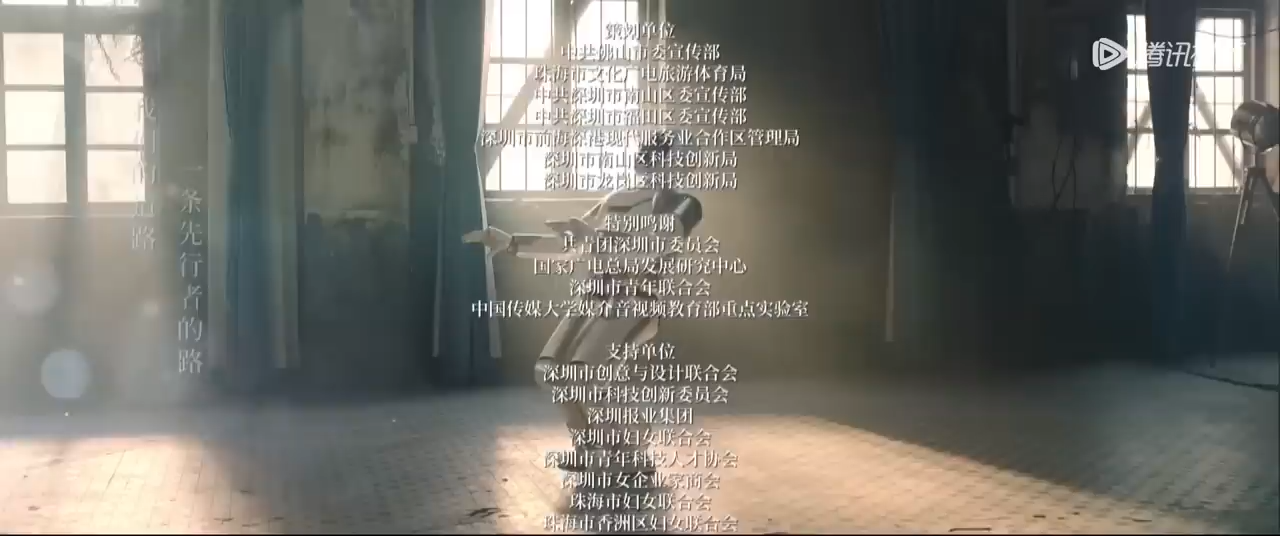 策划单位
中共佛山市委宣传部
珠海市文化广电旅游体育局
中共深圳市南山区委宣传部
中共深圳市福田区委宣传部
深圳市前海深港现代服务业合作区管理局
深圳市南山区科技创新局
深圳市龙岗区科技创新局
特别鸣谢
共青团深圳市委员会
国家广电总局发展研究中心
深圳市青年联合会
中国传媒大学媒介音视频教育部重点实验室
支持单位
深圳市创意与设计联合会
深圳市科技创新委员会
深圳报业集团
深圳市妇女联合会
深圳市青年科技人才协会
深圳市女企业家商会
珠海市妇女联合会
珠海市香洲区妇女联合会
一条先行者的路
腾讯视